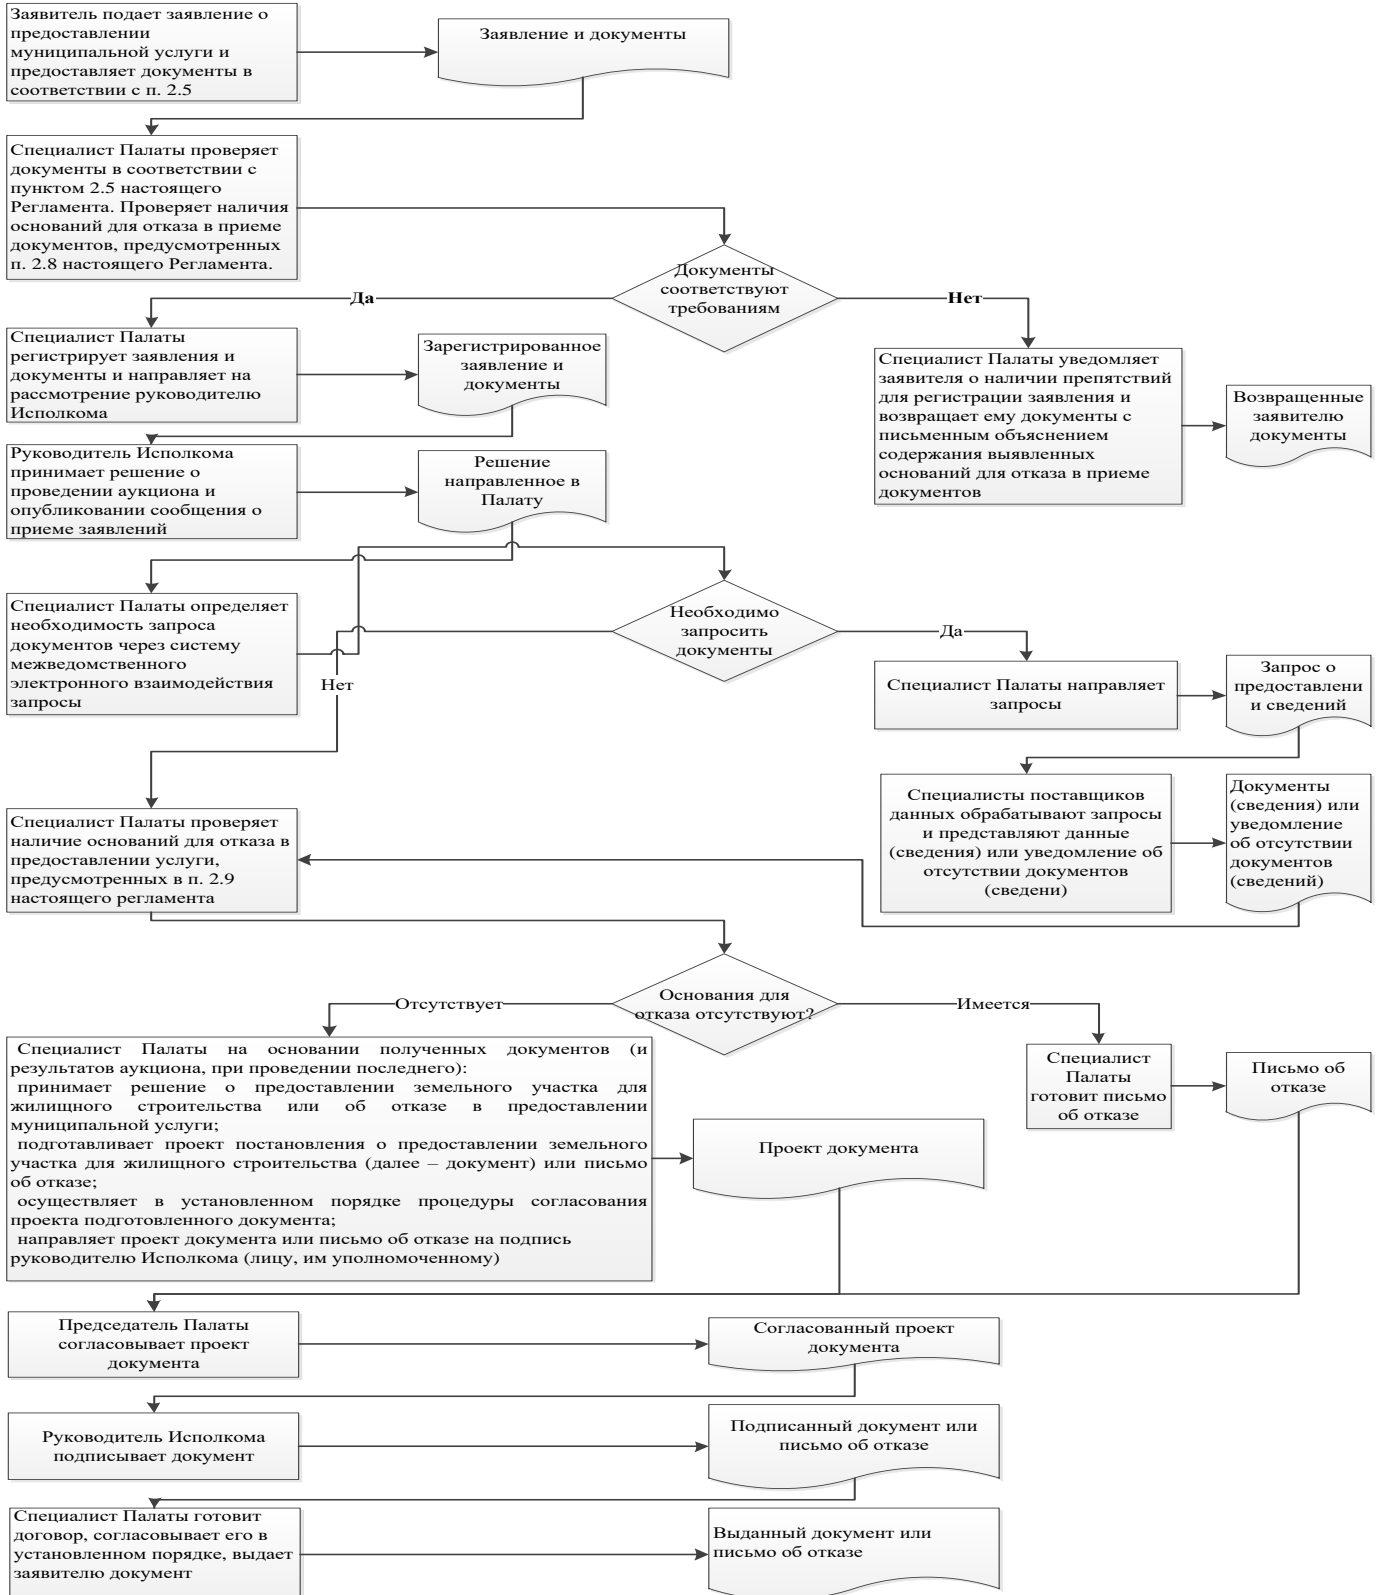 Заявитель подает заявление о
предоставлении
муниципальной услуги и
предоставляет документы в
соответствии с п. 2.5
Заявление и документы
Специалист Палаты проверяет
документы в соответствии с
пунктом 2.5 настоящего
Регламента. Проверяет наличия
оснований для отказа в приеме
документов, предусмотренных
п. 2.8 настоящего Регламента.
Документы
соответствуют
требованиям
Да
Нет
Специалист Палаты
регистрирует заявления и
документы и направляет на
рассмотрение руководителю
Исполкома
Зарегистрированное
заявление и
документы
Специалист Палаты уведомляет
заявителя о наличии препятствий
для регистрации заявления и
возвращает ему документы с
письменным объяснением
содержания выявленных
оснований для отказа в приеме
документов
Возвращенные
заявителю
документы
Руководитель Исполкома
принимает решение о
проведении аукциона и
опубликовании сообщения о
приеме заявлений
Решение
направленное в
Палату
Специалист Палаты определяет
необходимость запроса
документов через систему
межведомственного
электронного взаимодействия
запросы
Необходимо
запросить
документы
Да
Нет
Специалист Палаты направляет
запросы
Запрос о
предоставлени
и сведений
Специалисты поставщиков
данных обрабатывают запросы
и представляют данные
(сведения) или уведомление об
отсутствии документов
(сведени)
Документы
(сведения) или
уведомление
об отсутствии
документов
(сведений)
Специалист Палаты проверяет
наличие оснований для отказа в
предоставлении услуги,
предусмотренных в п. 2.9
настоящего регламента
Основания для
отказа отсутствуют?
Отсутствует
Имеется
Специалист Палаты на основании полученных документов (и
результатов аукциона, при проведении последнего):
принимает решение о предоставлении земельного участка для
жилищного строительства или об отказе в предоставлении
муниципальной услуги;
подготавливает проект постановления о предоставлении земельного
участка для жилищного строительства (далее – документ) или письмо
об отказе;
осуществляет в установленном порядке процедуры согласования
проекта подготовленного документа;
направляет проект документа или письмо об отказе на подпись
руководителю Исполкома (лицу, им уполномоченному)
Проект документа
Специалист
Палаты
готовит письмо
об отказе
Письмо об
отказе
Председатель Палаты
согласовывает проект
документа
Согласованный проект
документа
Руководитель Исполкома
подписывает документ
Подписанный документ или
письмо об отказе
Специалист Палаты готовит
договор, согласовывает его в
установленном порядке, выдает
заявителю документ
Выданный документ или
письмо об отказе